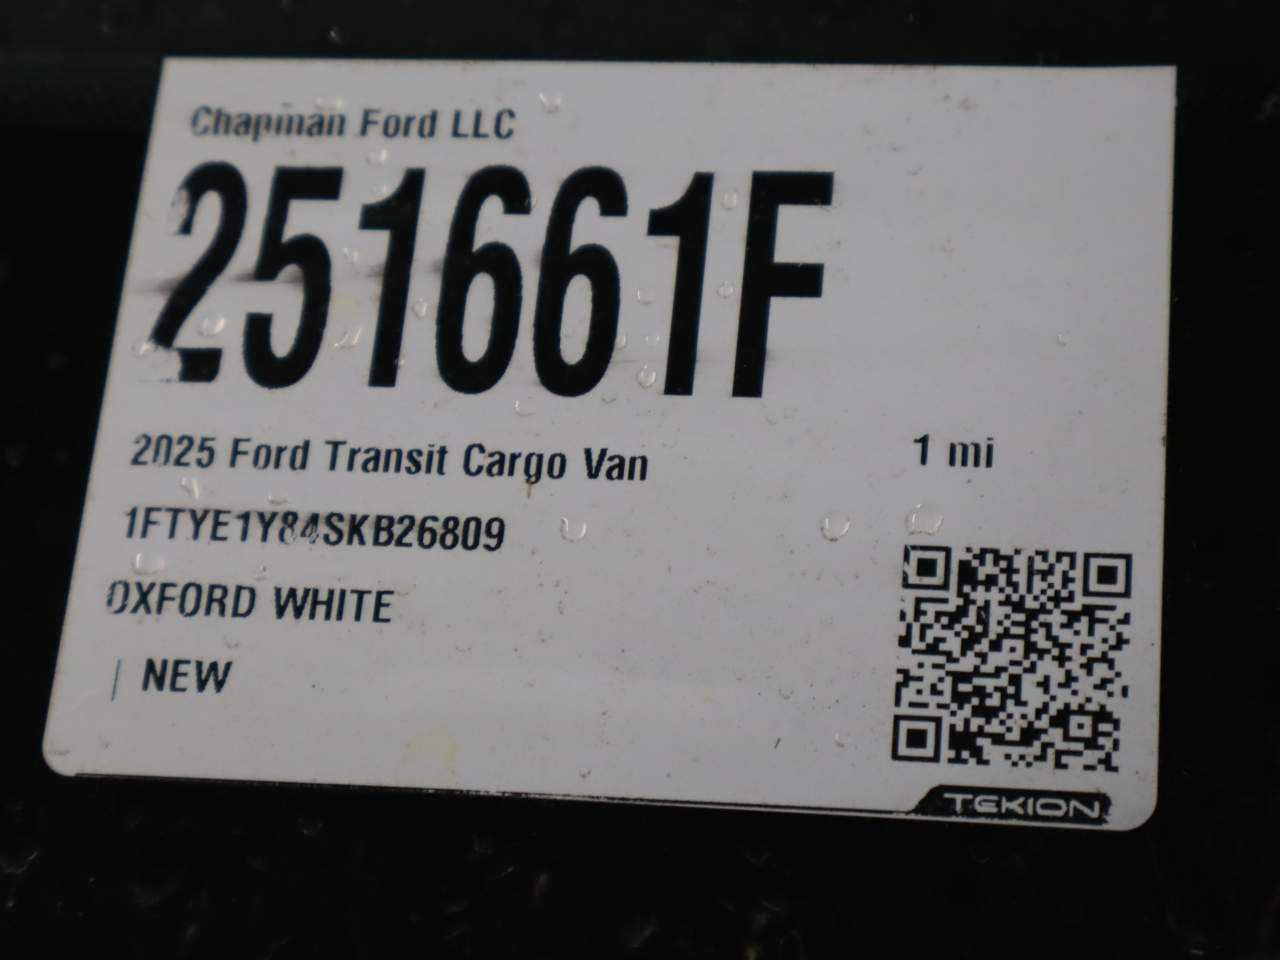 Chapman Ford LLC
251661F
2025 Ford Transit Cargo Van
1 mi
1FTYE1Y84SKB26809
OXFORD WHITE
| NEW
TEKION